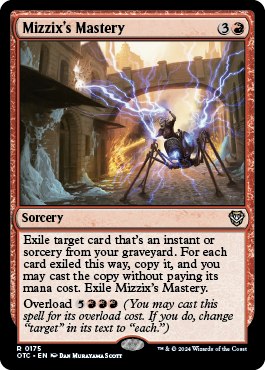 Mizzix's Mastery 3
Sorcery
Exile target card that's an instant or
sorcery from your graveyard. For each
card exiled this way, copy it, and you
may cast the copy without paying its
mana cost. Exile Mizzix's Mastery.
Overload 5 (You may cast this
spell for its overload cost. If you do, change
"target" in its text to "each.")
R 0175
OTC • EN Dan Murayama Scott
™ & © 2024 Wizards of the Coast